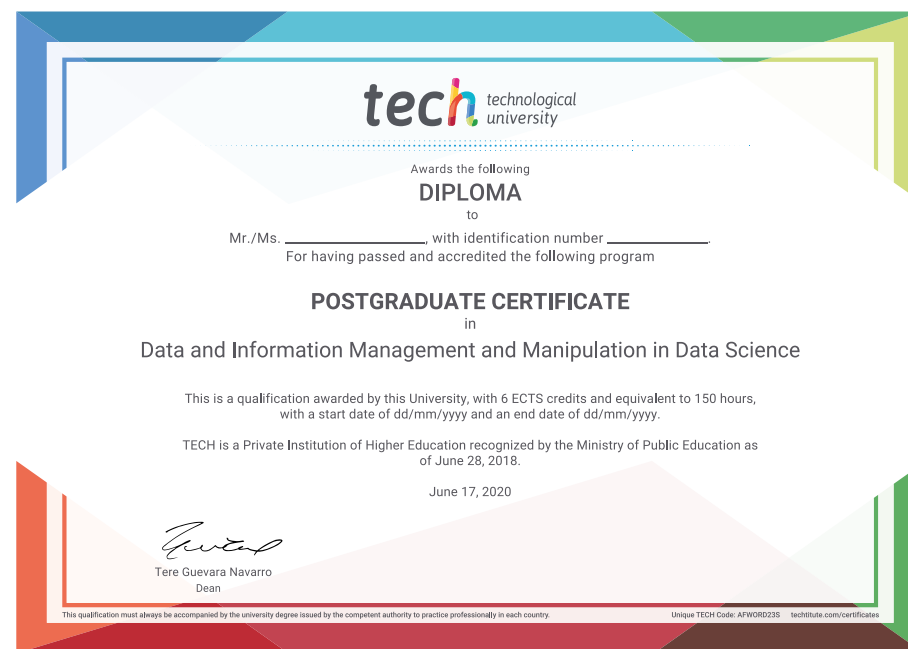 tech technological
university
Awards the following
DIPLOMA
to
Mr./Ms. ____________________, with identification number _______________.
For having passed and accredited the following program
POSTGRADUATE CERTIFICATE
in
Data and Information Management and Manipulation in Data Science
This is a qualification awarded by this University, with 6 ECTS credits and equivalent to 150 hours,
with a start date of dd/mm/yyyy and an end date of dd/mm/yyyy.
TECH is a Private Institution of Higher Education recognized by the Ministry of Public Education as
of June 28, 2018.
June 17, 2020
Tere Guevara Navarro
Dean
This qualification must always be accompanied by the university degree issued by the competent authority to practice professionally in each country.
Unique TECH Code: AFWORD23S techtitute.com/certificates